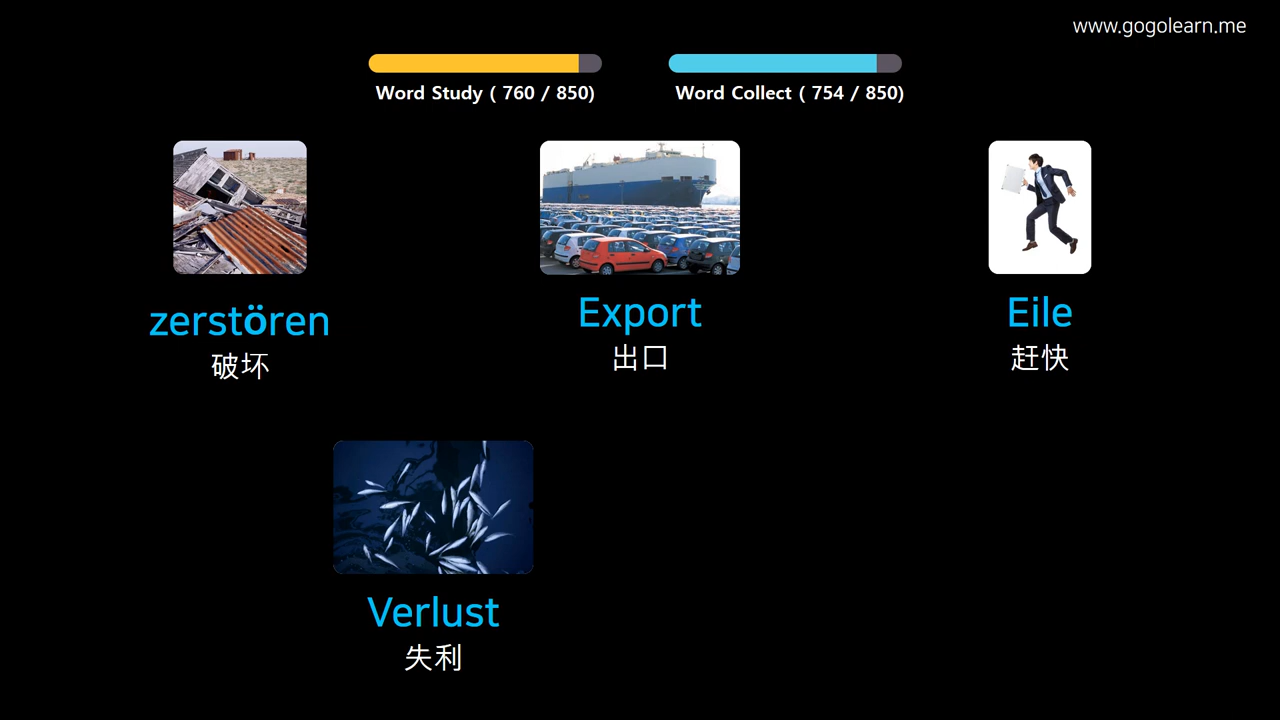 www.gogolearn.me
Word Study ( 760 / 850)
Word Collect ( 754 / 850)
zerstören
破坏
Export
出口
Eile
赶快
Verlust
失利